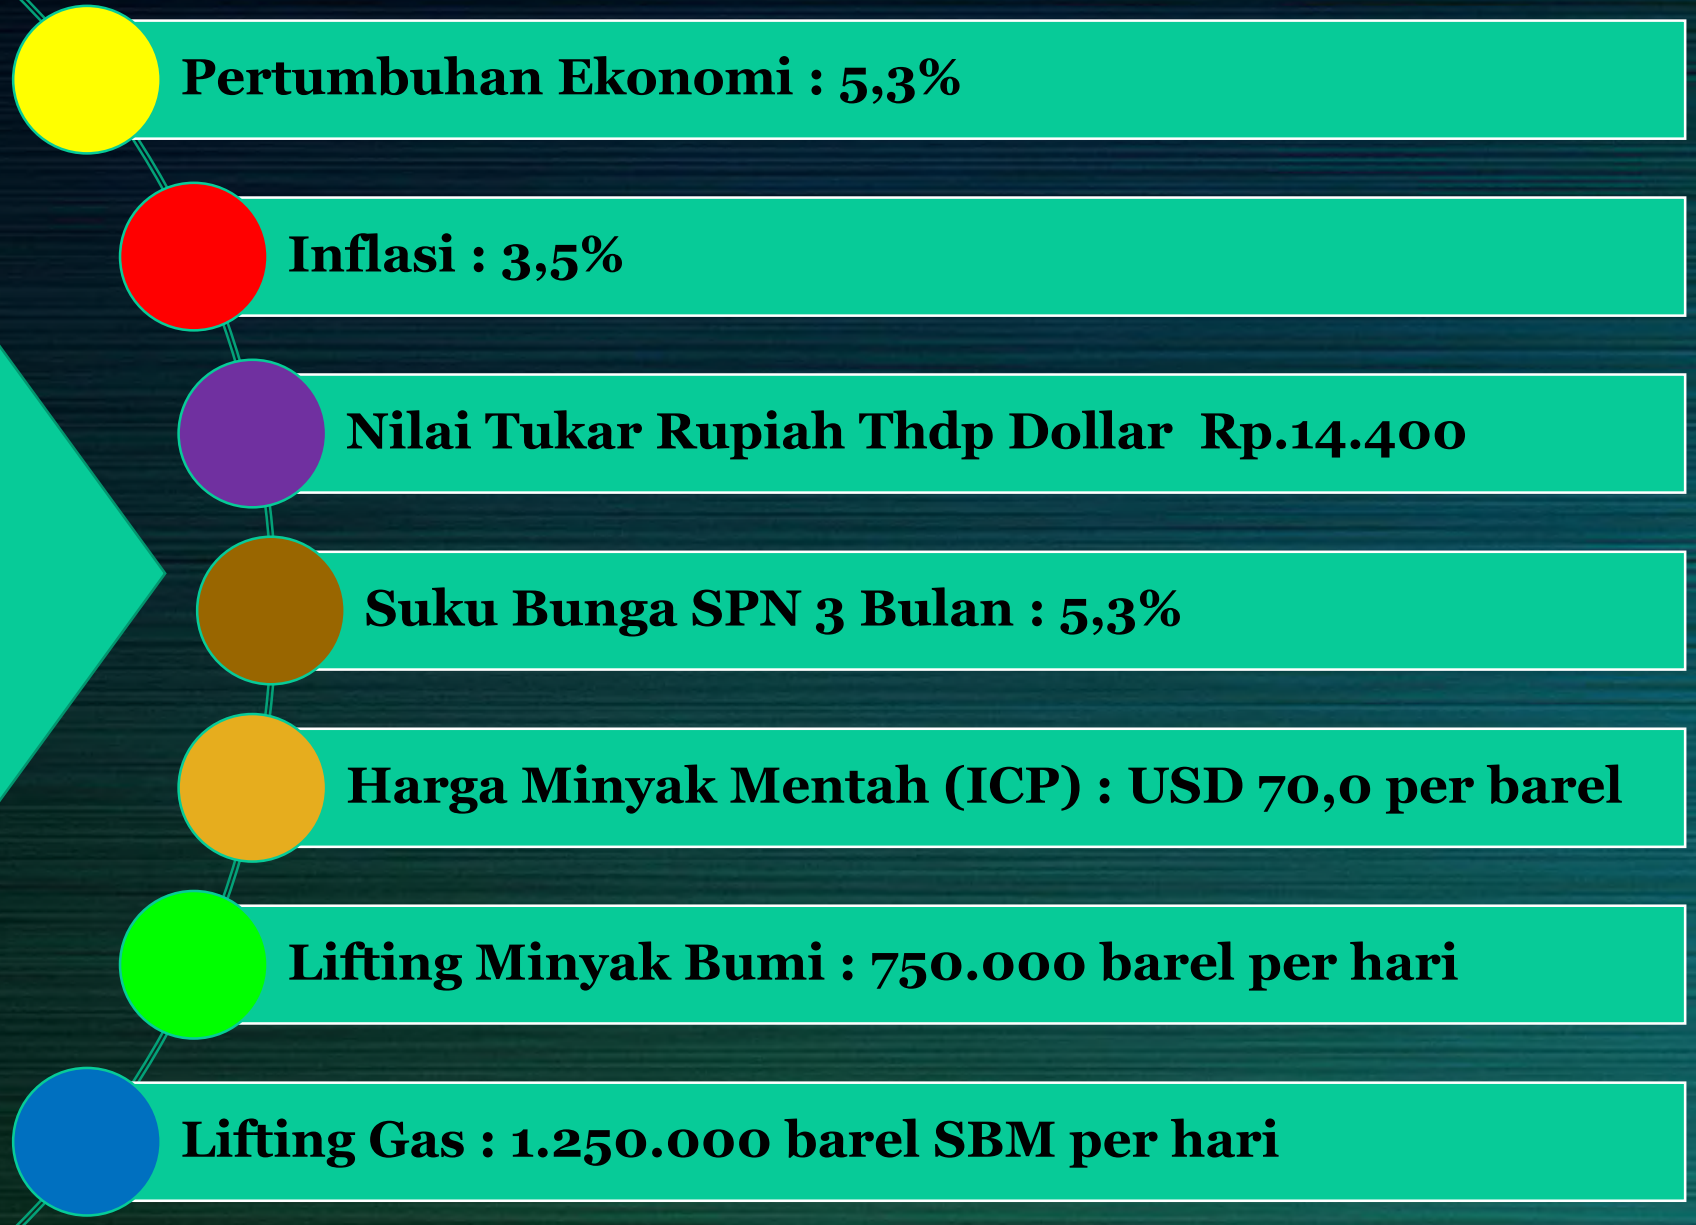 Pertumbuhan Ekonomi : 5,3%
Inflasi : 3,5%
Nilai Tukar Rupiah Thdp Dollar  Rp.14.400
Suku Bunga SPN 3 Bulan : 5,3%
Harga Minyak Mentah (ICP) : USD 70,0 per barel
Lifting Minyak Bumi : 750.000 barel per hari
Lifting Gas : 1.250.000 barel SBM per hari